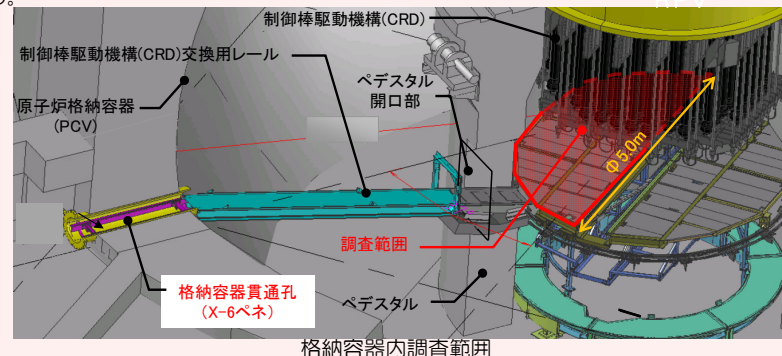 る。
制御棒駆動機構(CRD)
制御棒駆動機構(CRD)交換用レール
原子炉格納容器
(PCV)
ペデスタル
開口部
Φ5.0m
調査範囲
格納容器貫通孔
(X-6ペネ)
ペデスタル
格納容器内調査範囲